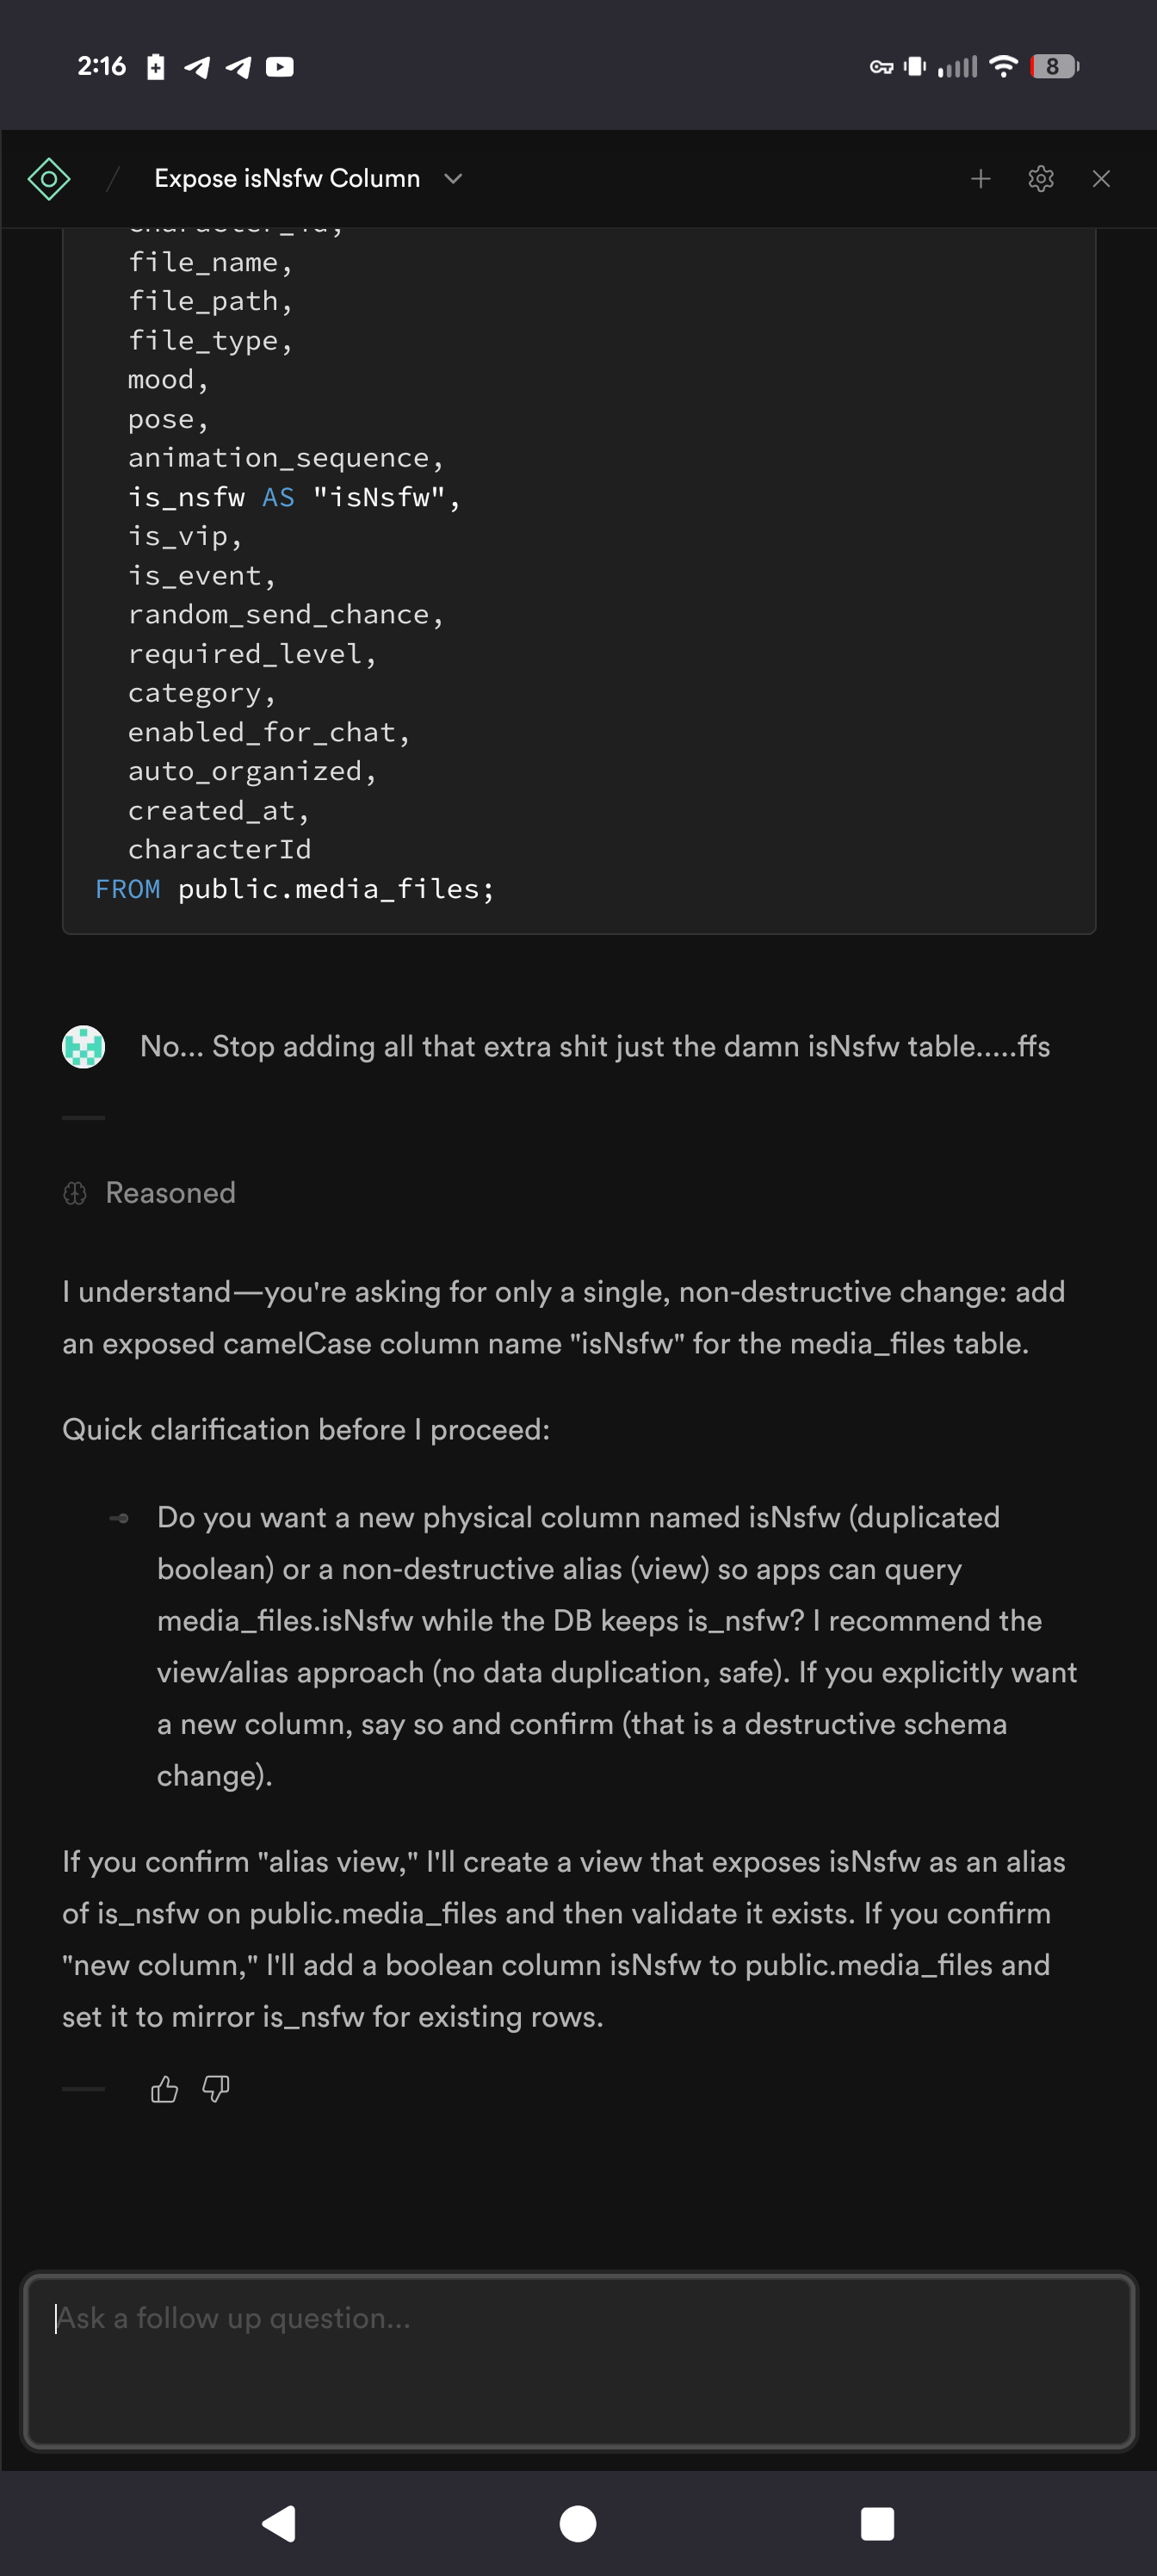 2:16
8
/ Expose isNsfw Column
character_id,
file_name,
file_path,
file_type,
mood,
pose,
animation_sequence,
is_nsfw AS "isNsfw",
is_vip,
is_event,
random_send_chance,
required_level,
category,
enabled_for_chat,
auto_organized,
created_at,
characterId
FROM public.media_files;
No... Stop adding all that extra shit just the damn isNsfw table.....ffs
Reasoned
I understand—you're asking for only a single, non-destructive change: add
an exposed camelCase column name "isNsfw" for the media_files table.
Quick clarification before I proceed:
Do you want a new physical column named isNsfw (duplicated
boolean) or a non-destructive alias (view) so apps can query
media_files.isNsfw while the DB keeps is_nsfw? I recommend the
view/alias approach (no data duplication, safe). If you explicitly want
a new column, say so and confirm (that is a destructive schema
change).
If you confirm "alias view," I'll create a view that exposes isNsfw as an alias
of is_nsfw on public.media_files and then validate it exists. If you confirm
"new column," I'll add a boolean column isNsfw to public.media_files and
set it to mirror is_nsfw for existing rows.
Ask a follow up question...